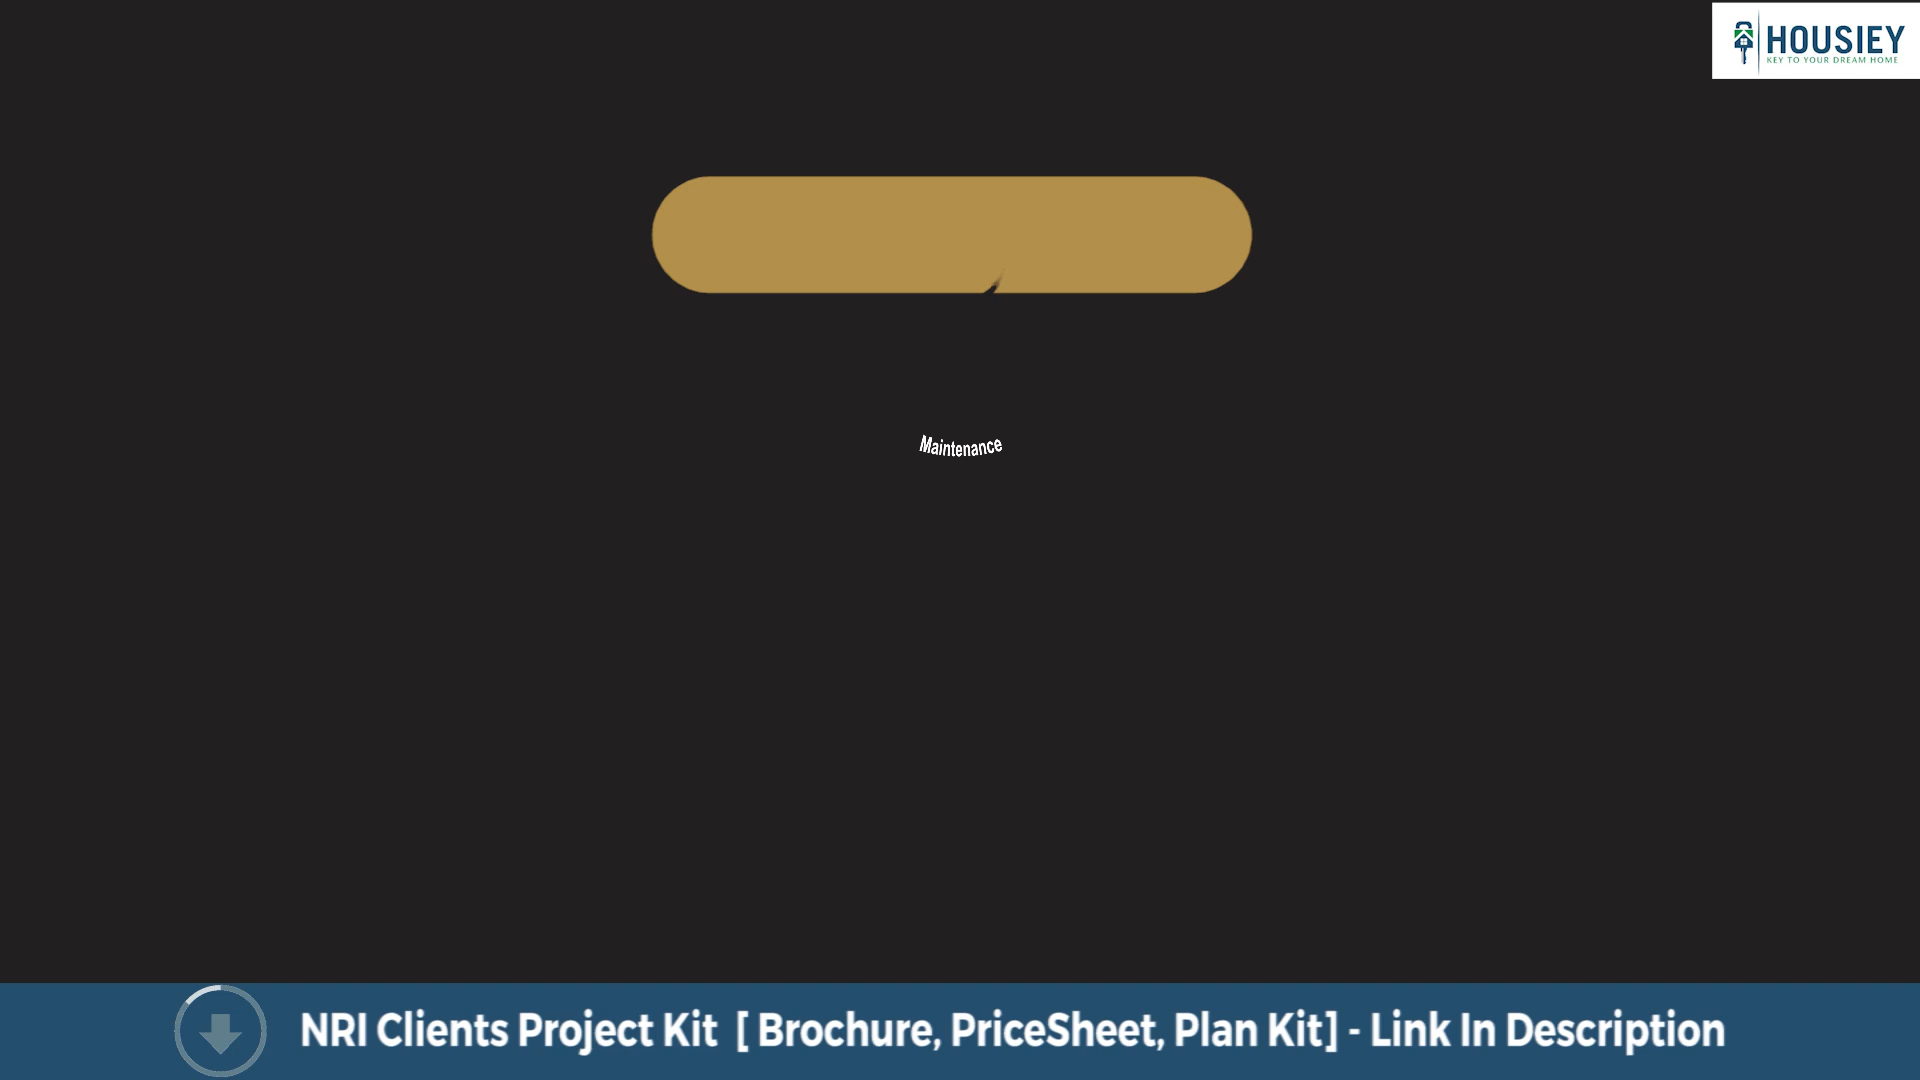 HOUSIEY
KEY TO YOUR DREAM HOME
Maintenance
NRI Clients Project Kit [ Brochure, PriceSheet, Plan Kit] - Link In Description